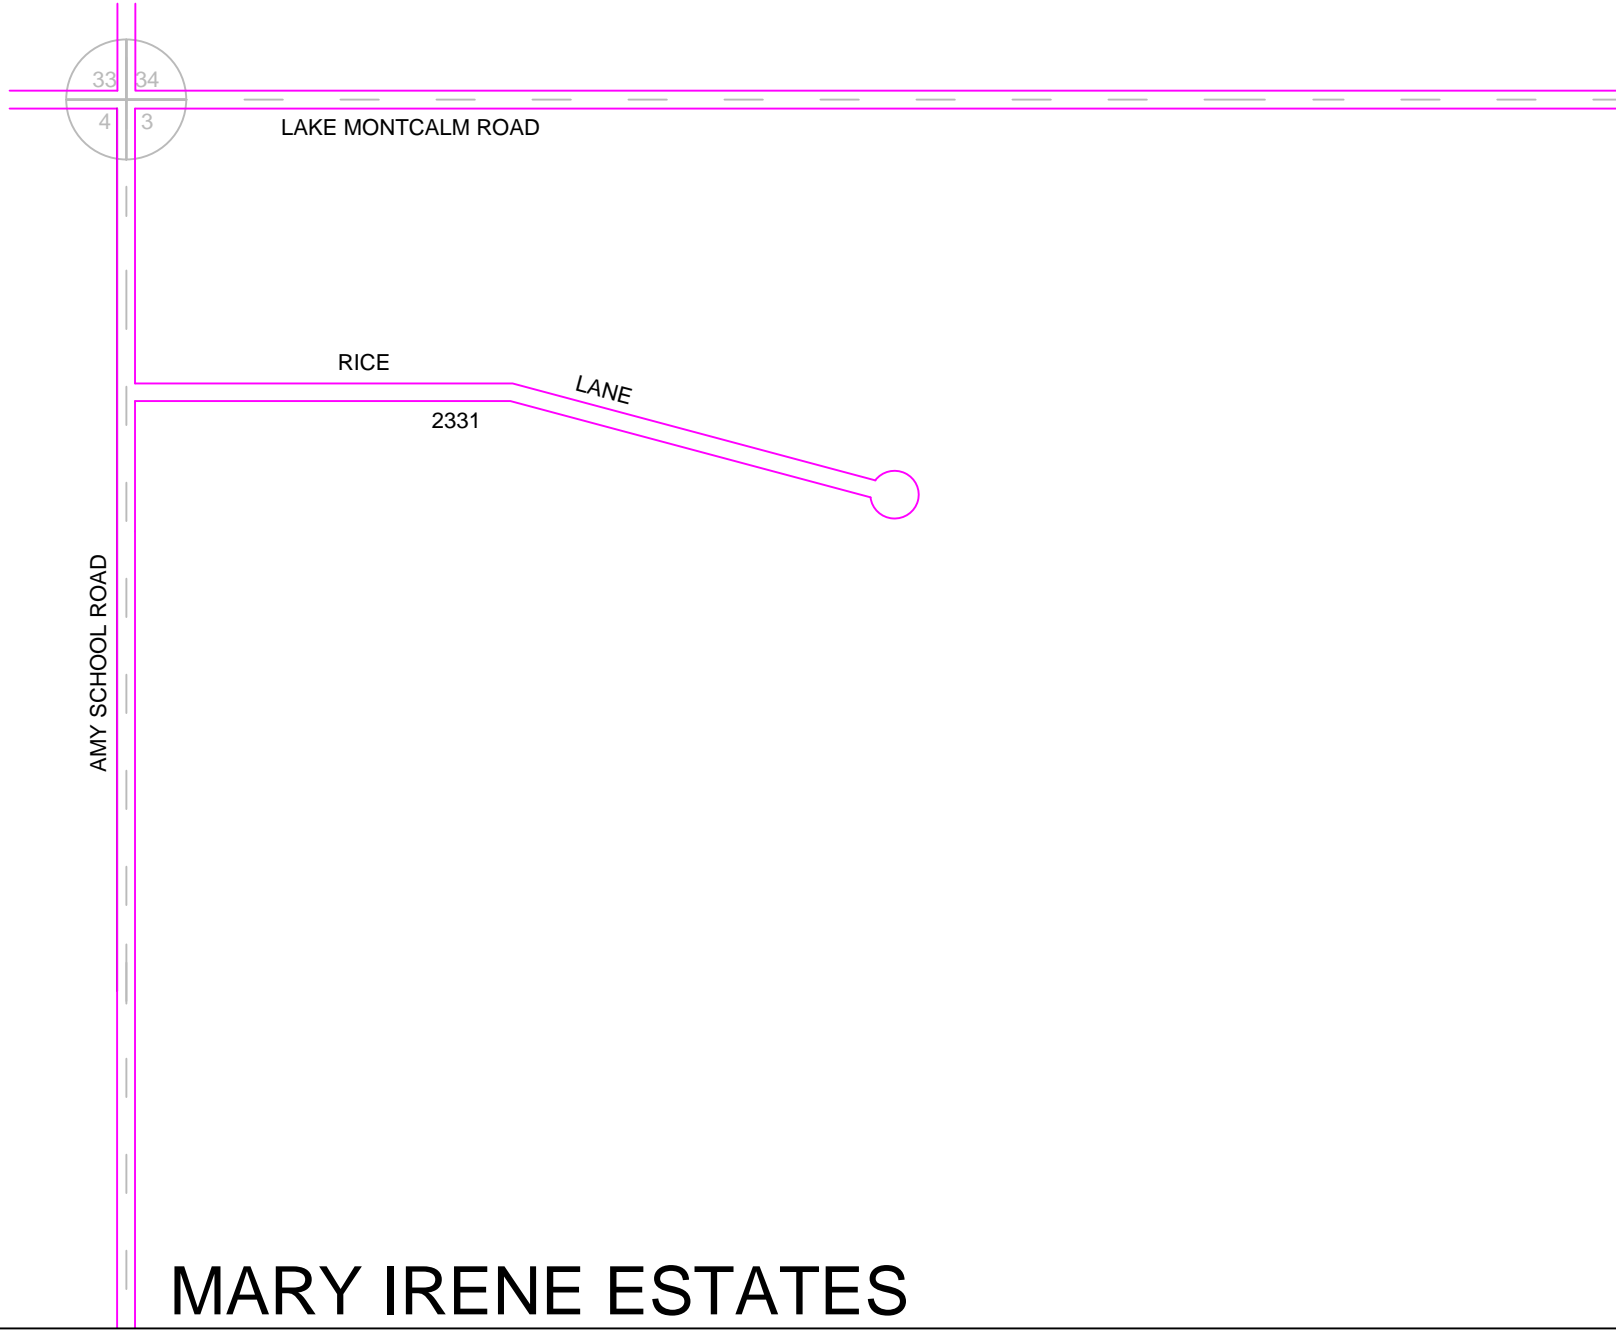 33 34
4 3
LAKE MONTCALM ROAD
RICE
LANE
2331
AMY SCHOOL ROAD
MARY IRENE ESTATES